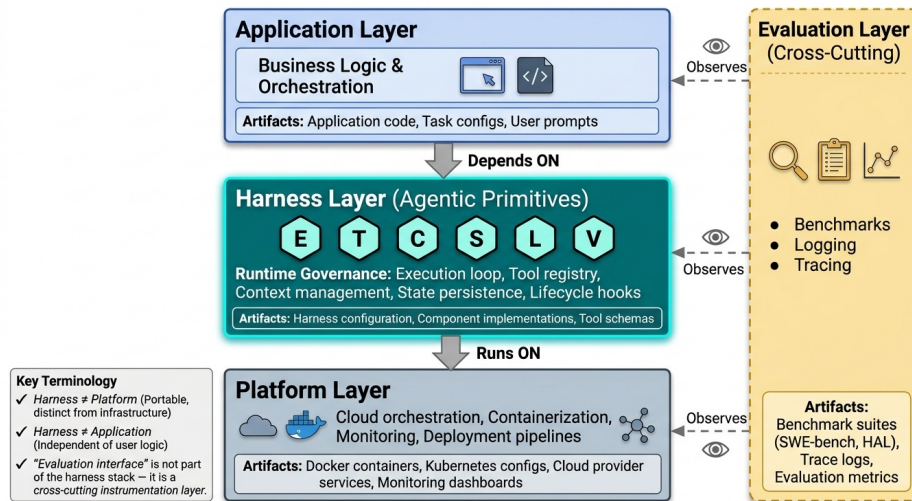 Application Layer
Business Logic &
Orchestration
</>
Artifacts: Application code, Task configs, User prompts
Depends ON
Harness Layer (Agentic Primitives)
E T C S L V
Runtime Governance: Execution loop, Tool registry,
Context management, State persistence, Lifecycle hooks
Artifacts: Harness configuration, Component implementations, Tool schemas
Runs ON
Platform Layer
Cloud orchestration, Containerization,
Monitoring, Deployment pipelines
Artifacts: Docker containers, Kubernetes configs, Cloud provider
services, Monitoring dashboards
Key Terminology
✓ Harness ≠ Platform (Portable,
distinct from infrastructure)
✓ Harness ≠ Application
(Independent of user logic)
✓ "Evaluation interface" is not part
of the harness stack – it is a
cross-cutting instrumentation layer.
Observes
Observes
Observes
Evaluation Layer
(Cross-Cutting)
● Benchmarks
● Logging
● Tracing
Artifacts:
Benchmark suites
(SWE-bench, HAL),
Trace logs,
Evaluation metrics